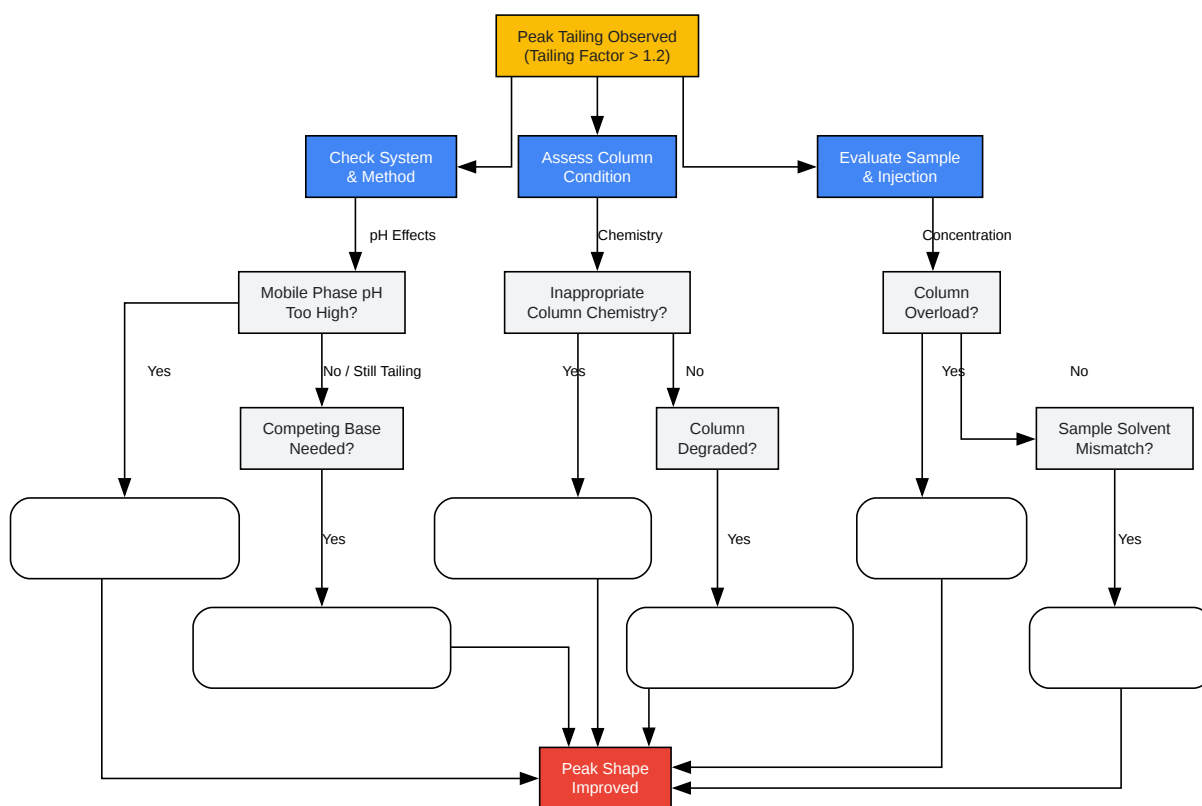 Peak Tailing Observed
(Tailing Factor > 1.2)
Check System
& Method
Assess Column
Condition
Evaluate Sample
& Injection
pH Effects
Chemistry
Concentration
Mobile Phase pH
Too High?
Inappropriate
Column Chemistry?
Column
Overload?
Yes
No / Still Tailing
Yes
No
Yes
No
Competing Base
Needed?
Column
Degraded?
Sample Solvent
Mismatch?
Yes
Yes
Yes
Peak Shape
Improved